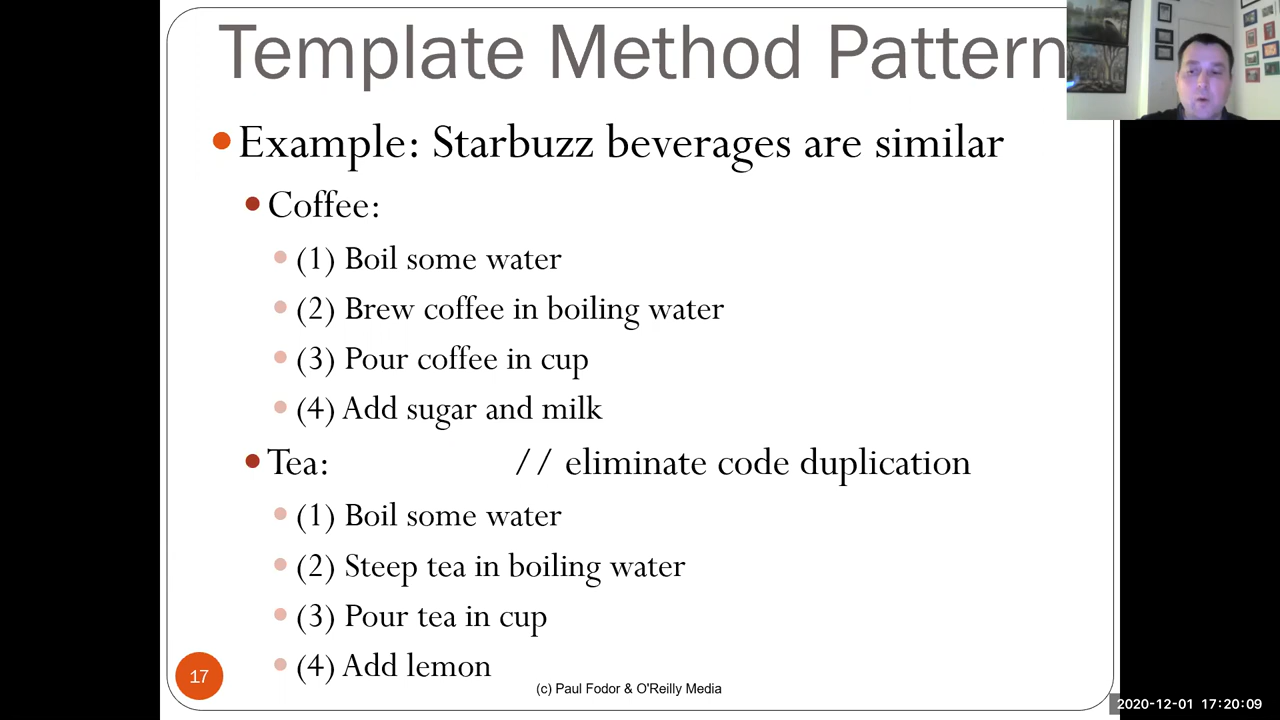 Template Method Pattern
Example: Starbuzz beverages are similar
Coffee:
(1) Boil some water
(2) Brew coffee in boiling water
(3) Pour coffee in cup
(4) Add sugar and milk
Tea: // eliminate code duplication
(1) Boil some water
(2) Steep tea in boiling water
(3) Pour tea in cup
(4) Add lemon
17
(c) Paul Fodor & O'Reilly Media
2020-12-01 17:20:09